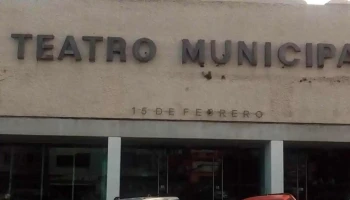 TEATRO MUNICIPA
15 DE FEBRERO